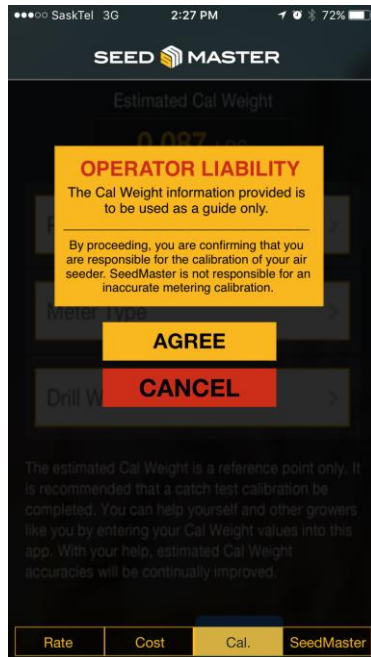 ●●●○○ SaskTel 3G 2:27 PM 72%
SEED MASTER
Estimated Cal Weight
0.087
OPERATOR LIABILITY
The Cal Weight information provided is
to be used as a guide only.
By proceeding, you are confirming that you
are responsible for the calibration of your air
seeder. SeedMaster is not responsible for an
inaccurate metering calibration.
Meter Type
AGREE
CANCEL
Drill
The estimated Cal Weight is a reference point only. It
is recommended that a catch test calibration be
completed. You can help yourself and other growers
like you by entering your Cal Weight values into this
app. With your help, estimated Cal Weight
accuracies will be continually improved.
Rate Cost Cal. SeedMaster